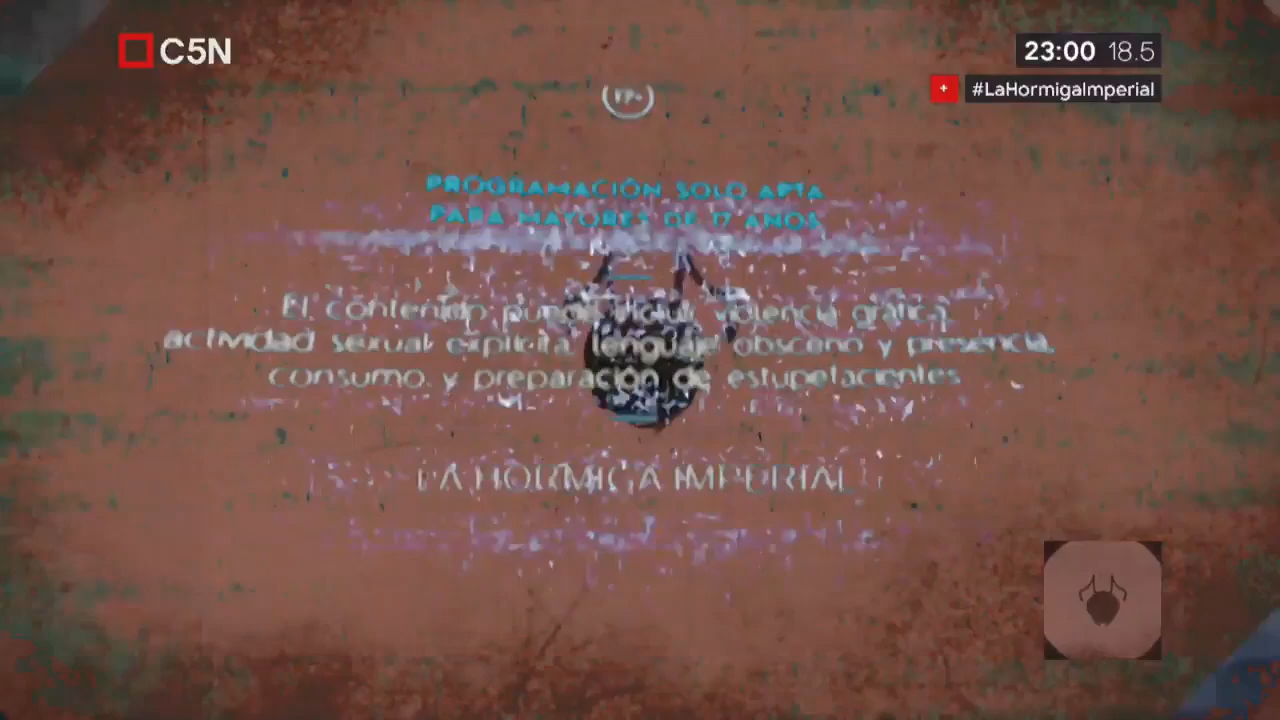 C5N
23:00 18.5
+ #LaHormigaImperial
17+
PROGRAMACIÓN SOLO APTA
PARA MAYORES DE 17 AÑOS
El contenido puede incluir violencia gráfica,
actividad sexual explícita, lenguaje obsceno y presencia,
consumo y preparación de estupefacientes
LA HORMIGA IMPERIAL